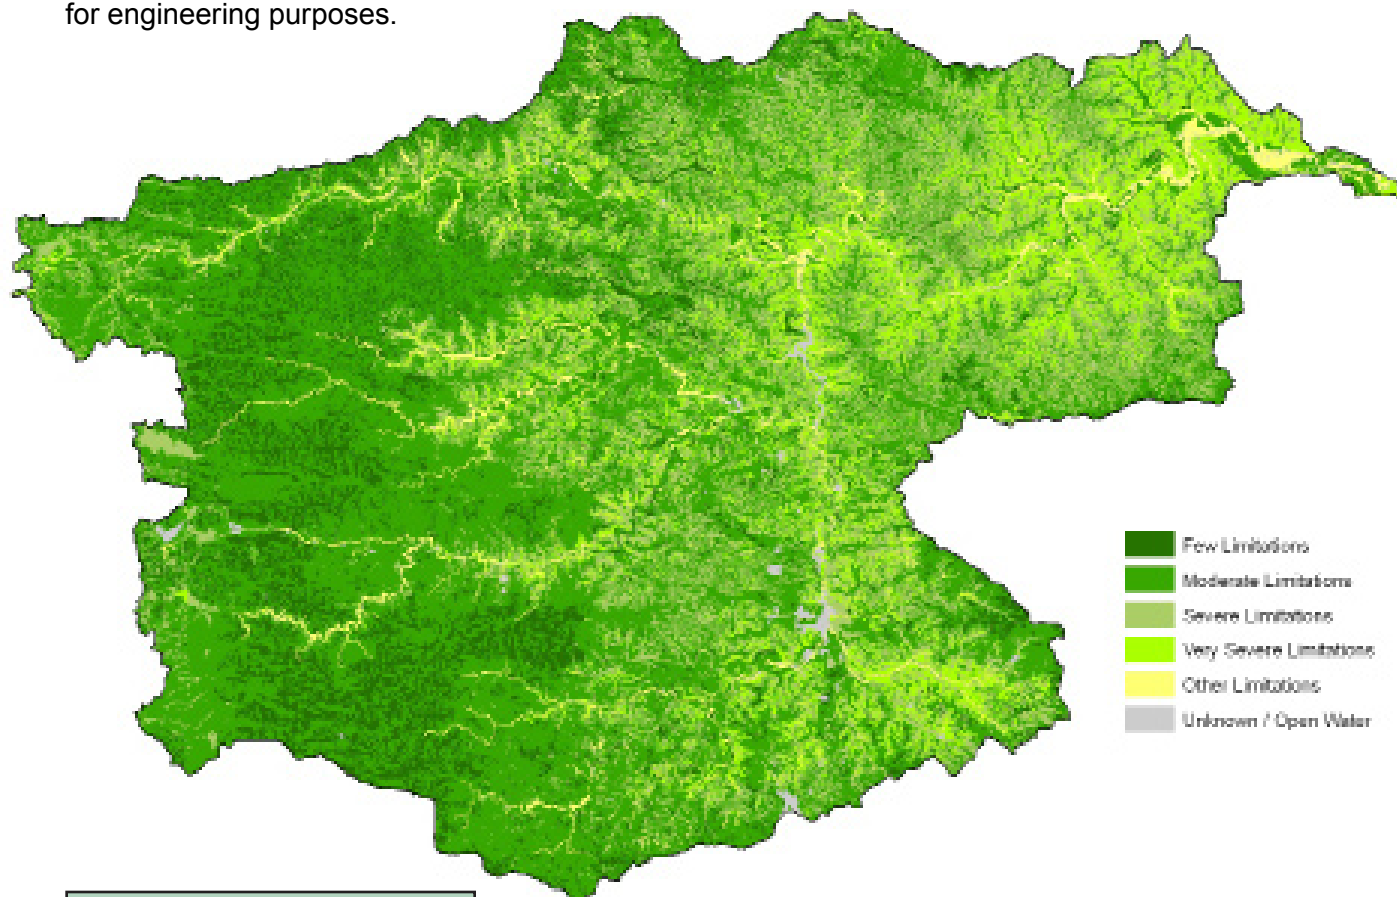 for engineering purposes.
Few Limitations
Moderate Limitations
Severe Limitations
Very Severe Limitations
Other Limitations
Unknown / Open Water